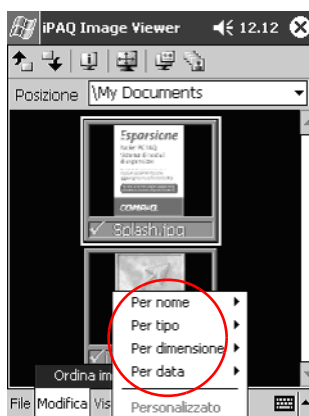 iPAQ Image Viewer 12.12
Posizione \My Documents
Esparsione
COMPAQ
Splash.jpg
Per nome
Per tipo
Per dimensione
Per data
Ordina im
Personalizzato
File Modifica Vis